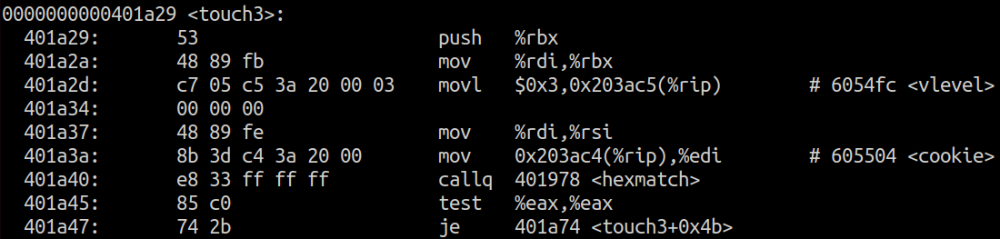 0000000000401a29 <touch3>:
401a29: 53 push %rbx
401a2a: 48 89 fb mov %rdi,%rbx
401a2d: c7 05 c5 3a 20 00 03 movl $0x3,0x203ac5(%rip) # 6054fc <vlevel>
401a34: 00 00 00
401a37: 48 89 fe mov %rdi,%rsi
401a3a: 8b 3d c4 3a 20 00 mov 0x203ac4(%rip),%edi # 605504 <cookie>
401a40: e8 33 ff ff ff callq 401978 <hexmatch>
401a45: 85 c0 test %eax,%eax
401a47: 74 2b je 401a74 <touch3+0x4b>